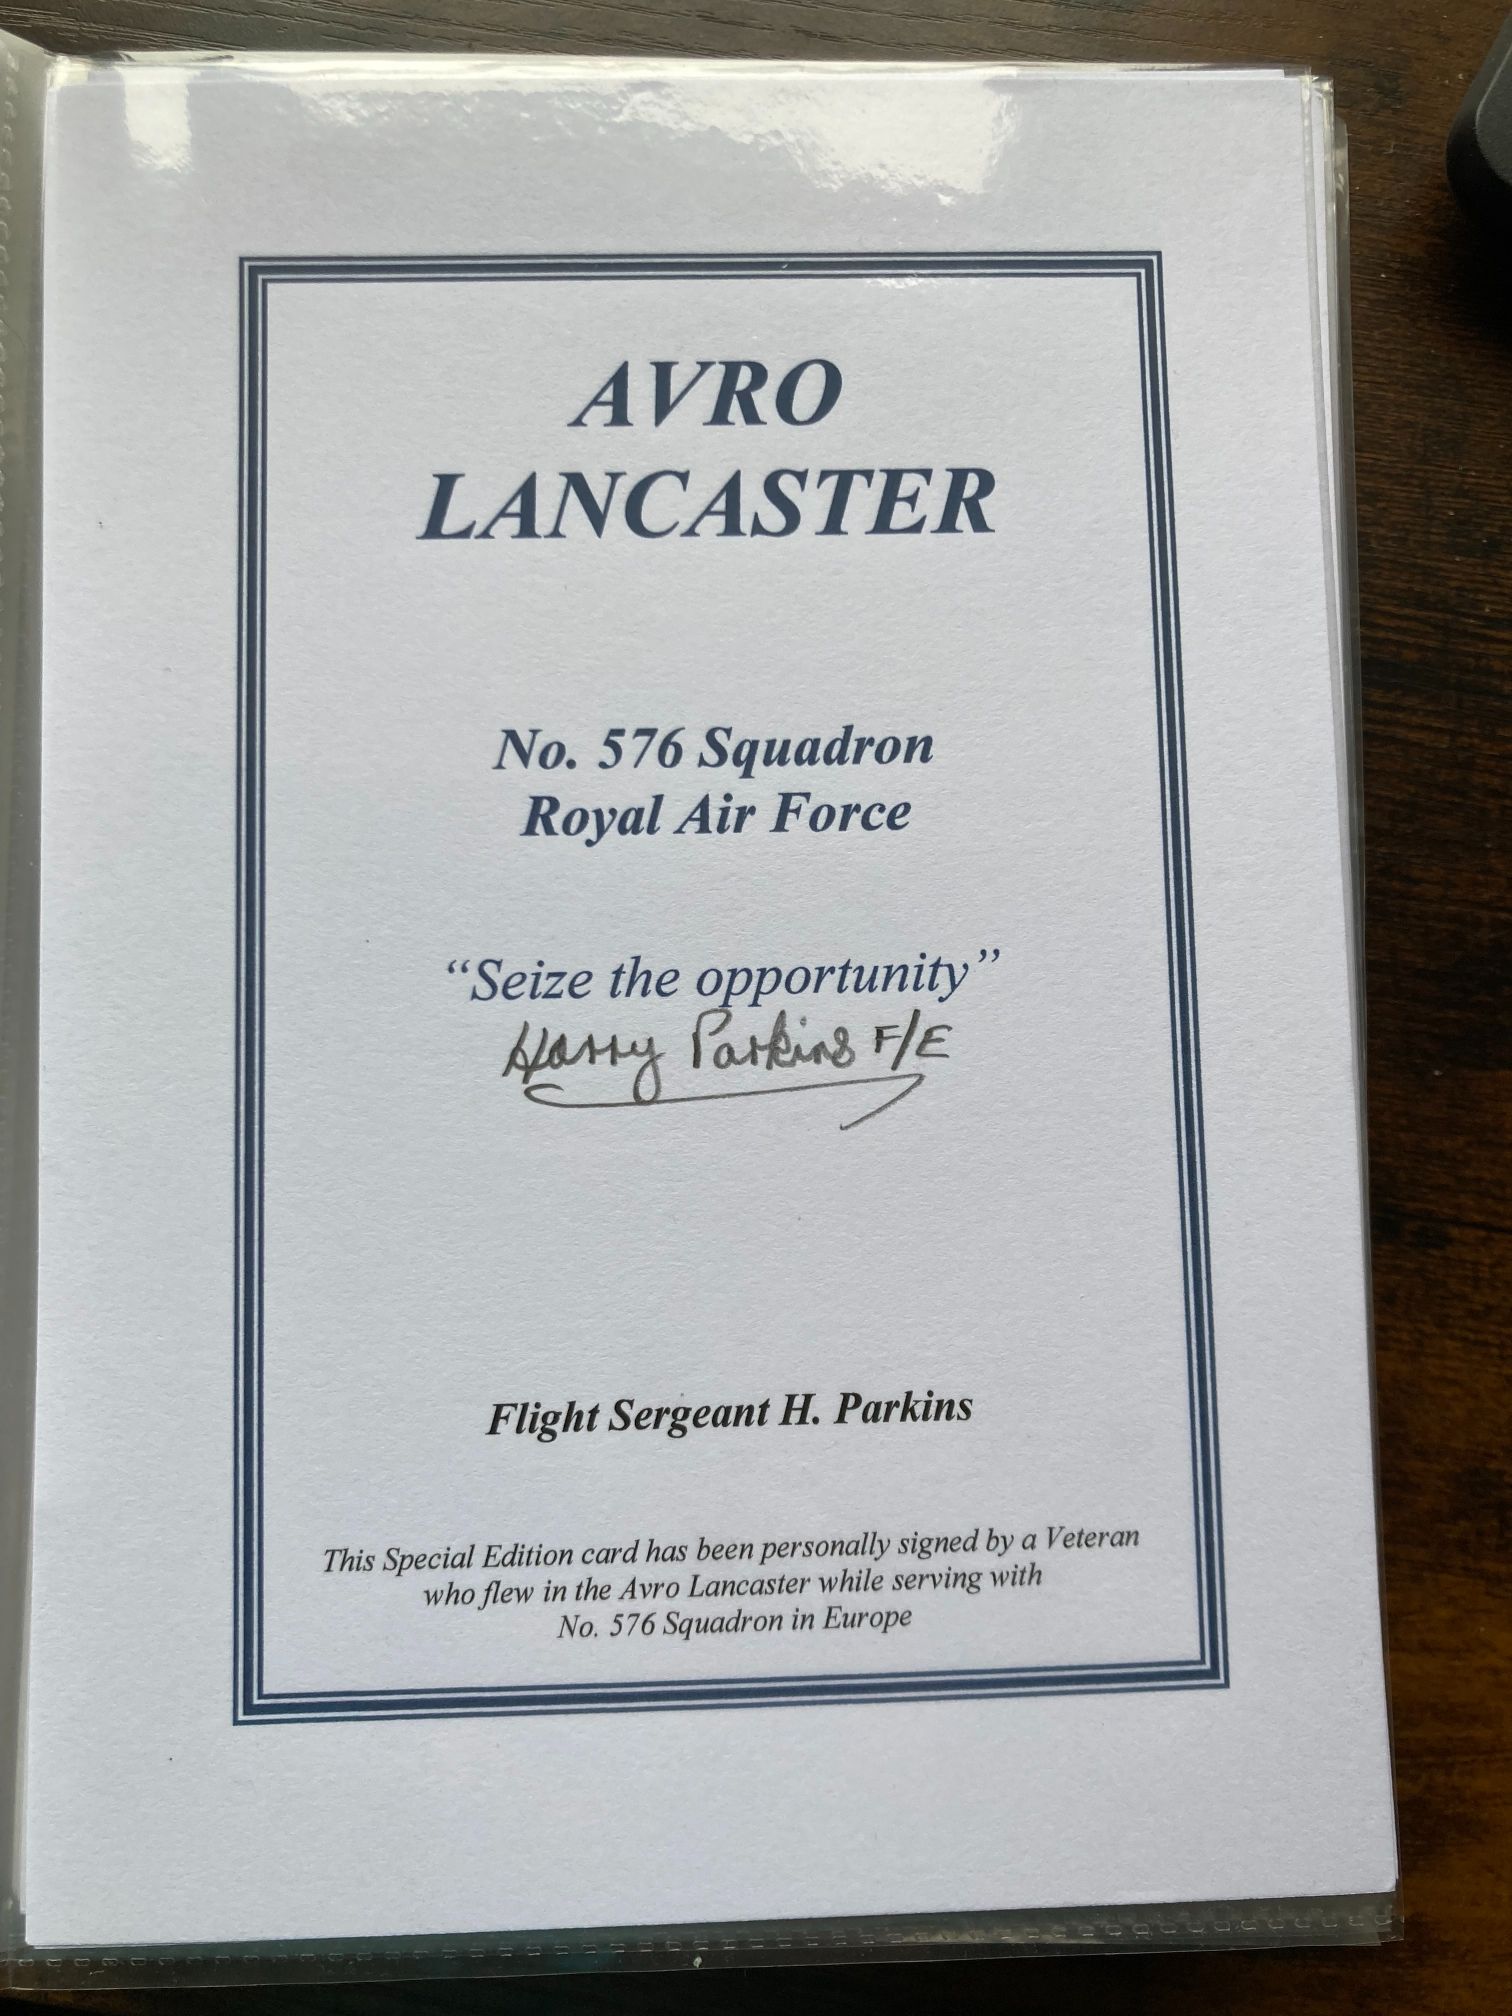 AVRO
LANCASTER
No. 576 Squadron
Royal Air Force
“Seize the opportunity”
Harry Parkins F/E
Flight Sergeant H. Parkins
This Special Edition card has been personally signed by a Veteran
who flew in the Avro Lancaster while serving with
No. 576 Squadron in Europe